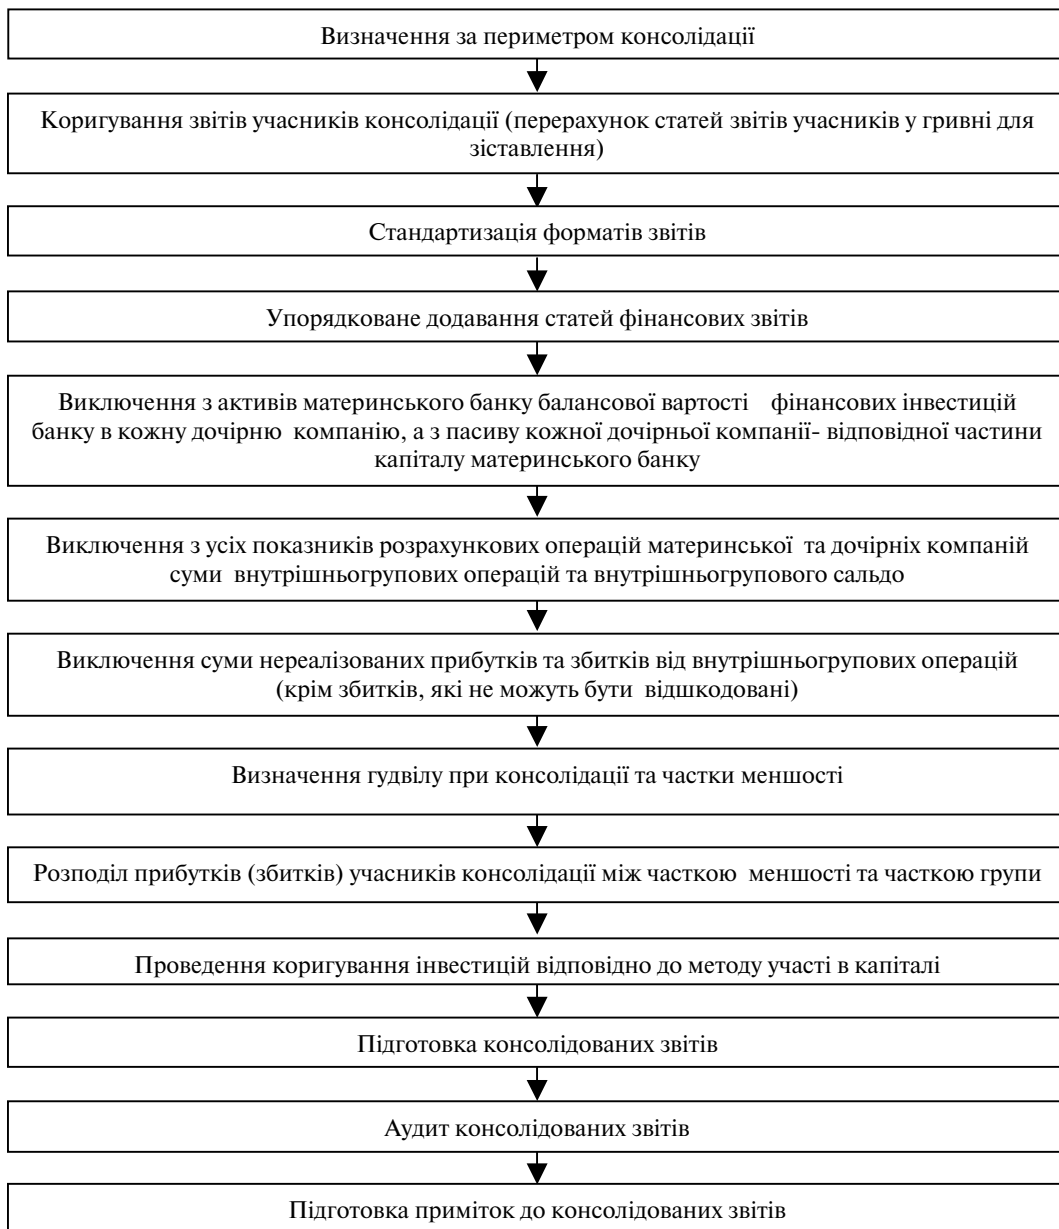 Визначення за периметром консолідації
Коригування звітів учасників консолідації (перерахунок статей звітів учасників у гривні для
зіставлення)
Стандартизація форматів звітів
Упорядковане додавання статей фінансових звітів
Виключення з активів материнського банку балансової вартості фінансових інвестицій
банку в кожну дочірню компанію, а з пасиву кожної дочірньої компанії- відповідної частини
капіталу материнського банку
Виключення з усіх показників розрахункових операцій материнської та дочірніх компаній
суми внутрішньогрупових операцій та внутрішньогрупового сальдо
Виключення суми нереалізованих прибутків та збитків від внутрішньогрупових операцій
(крім збитків, які не можуть бути відшкодовані)
Визначення гудвілу при консолідації та частки меншості
Розподіл прибутків (збитків) учасників консолідації між часткою меншості та часткою групи
Проведення коригування інвестицій відповідно до методу участі в капіталі
Підготовка консолідованих звітів
Аудит консолідованих звітів
Підготовка приміток до консолідованих звітів